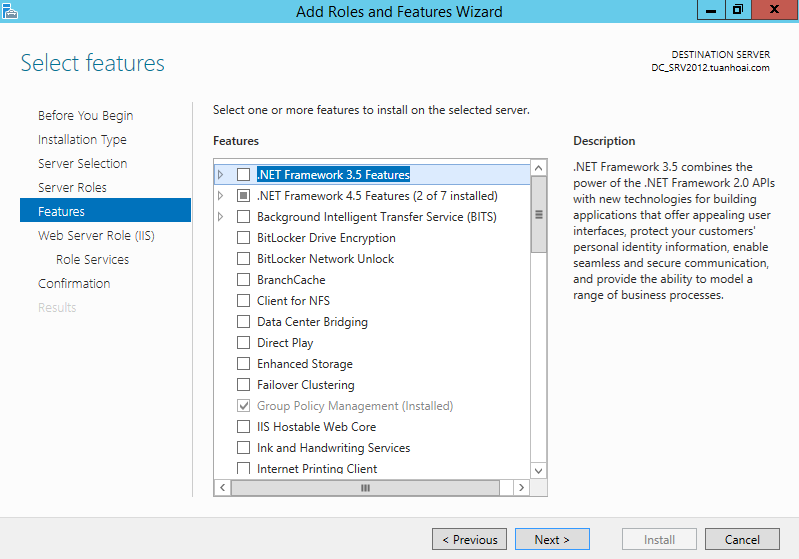 Add Roles and Features Wizard
Select features
DESTINATION SERVER
DC_SRV2012.tuanhoai.com
Before You Begin
Installation Type
Server Selection
Server Roles
Features
Web Server Role (IIS)
Role Services
Confirmation
Results
Select one or more features to install on the selected server.
Features
.NET Framework 3.5 Features
.NET Framework 4.5 Features (2 of 7 installed)
Background Intelligent Transfer Service (BITS)
BitLocker Drive Encryption
BitLocker Network Unlock
BranchCache
Client for NFS
Data Center Bridging
Direct Play
Enhanced Storage
Failover Clustering
Group Policy Management (Installed)
IIS Hostable Web Core
Ink and Handwriting Services
Internet Printing Client
Description
.NET Framework 3.5 combines the
power of the .NET Framework 2.0 APIs
with new technologies for building
applications that offer appealing user
interfaces, protect your customers'
personal identity information, enable
seamless and secure communication,
and provide the ability to model a
range of business processes.
< Previous
Next >
Install
Cancel